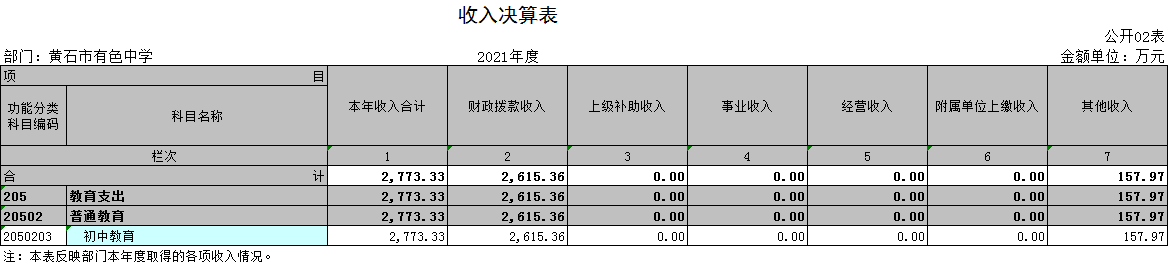 收入决算表
公开02表
部门：黄石市有色中学 2021年度 金额单位：万元
项 目 本年收入合计 财政拨款收入 上级补助收入 事业收入 经营收入 附属单位上缴收入 其他收入
功能分类科目编码 科目名称
栏次 1 2 3 4 5 6 7
合 计 2,773.33 2,615.36 0.00 0.00 0.00 0.00 157.97
205 教育支出 2,773.33 2,615.36 0.00 0.00 0.00 0.00 157.97
20502 普通教育 2,773.33 2,615.36 0.00 0.00 0.00 0.00 157.97
2050203 初中教育 2,773.33 2,615.36 0.00 0.00 0.00 0.00 157.97
注：本表反映部门本年度取得的各项收入情况。